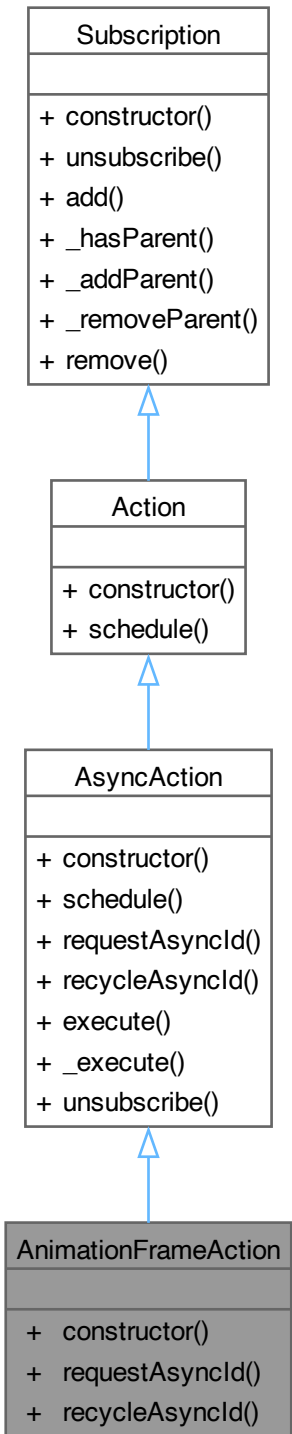 Subscription
+ constructor()
+ unsubscribe()
+ add()
+ _hasParent()
+ _addParent()
+ _removeParent()
+ remove()
Action
+ constructor()
+ schedule()
AsyncAction
+ constructor()
+ schedule()
+ requestAsyncId()
+ recycleAsyncId()
+ execute()
+ _execute()
+ unsubscribe()
AnimationFrameAction
+ constructor()
+ requestAsyncId()
+ recycleAsyncId()